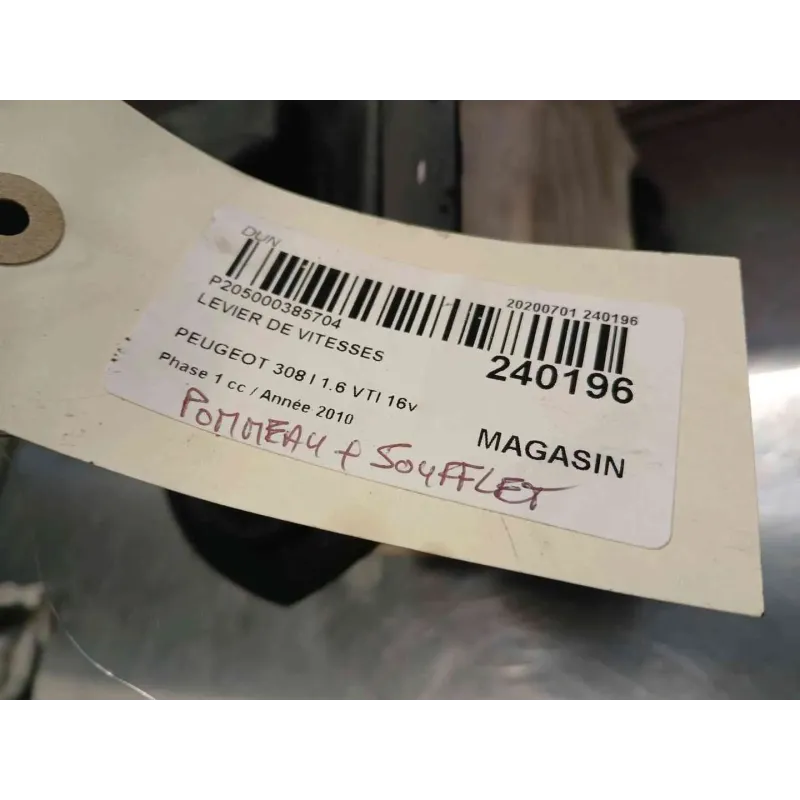 DUN
P205000385704
20200701 240196
LEVIER DE VITESSES
240196
PEUGEOT 308 I 1.6 VTI 16v
Phase 1 cc / Année 2010
MAGASIN
POMMEAU + SOUFFLET